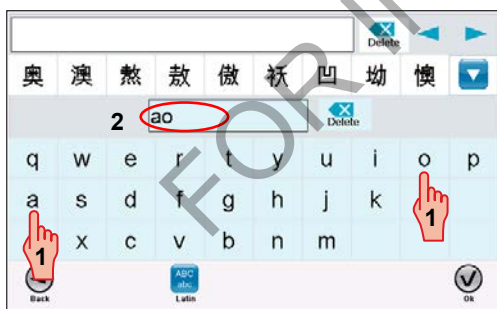 Delete
奥 澳 熬 敖 傲 袄 凹 坳 懊
2 ao Delete
q w e r t y u i o p
a s d f g h j k
1 1
x c v b n m
ABC
abc
Back Latin Ok
FOR